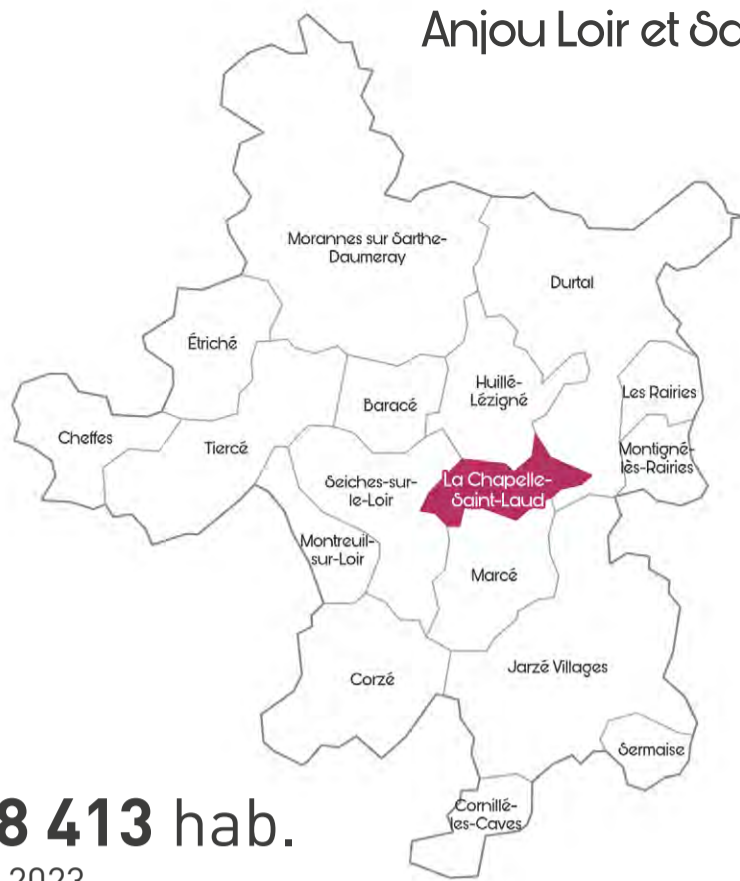 Anjou Loir et Sa
Morannes sur Sarthe-
Daumeray
Durtal
Étriché
Huillé-
Lézigné
Les Rairies
Baracé
Cheffes
Tiercé
Montigné-
lès-Rairies
Seiches-sur-
le-Loir
La Chapelle-
Saint-Laud
Montreuil-
sur-Loir
Marcé
Corzé
Jarzé Villages
Sermaise
Cornillé-
les-Caves
8 413 hab.
2023